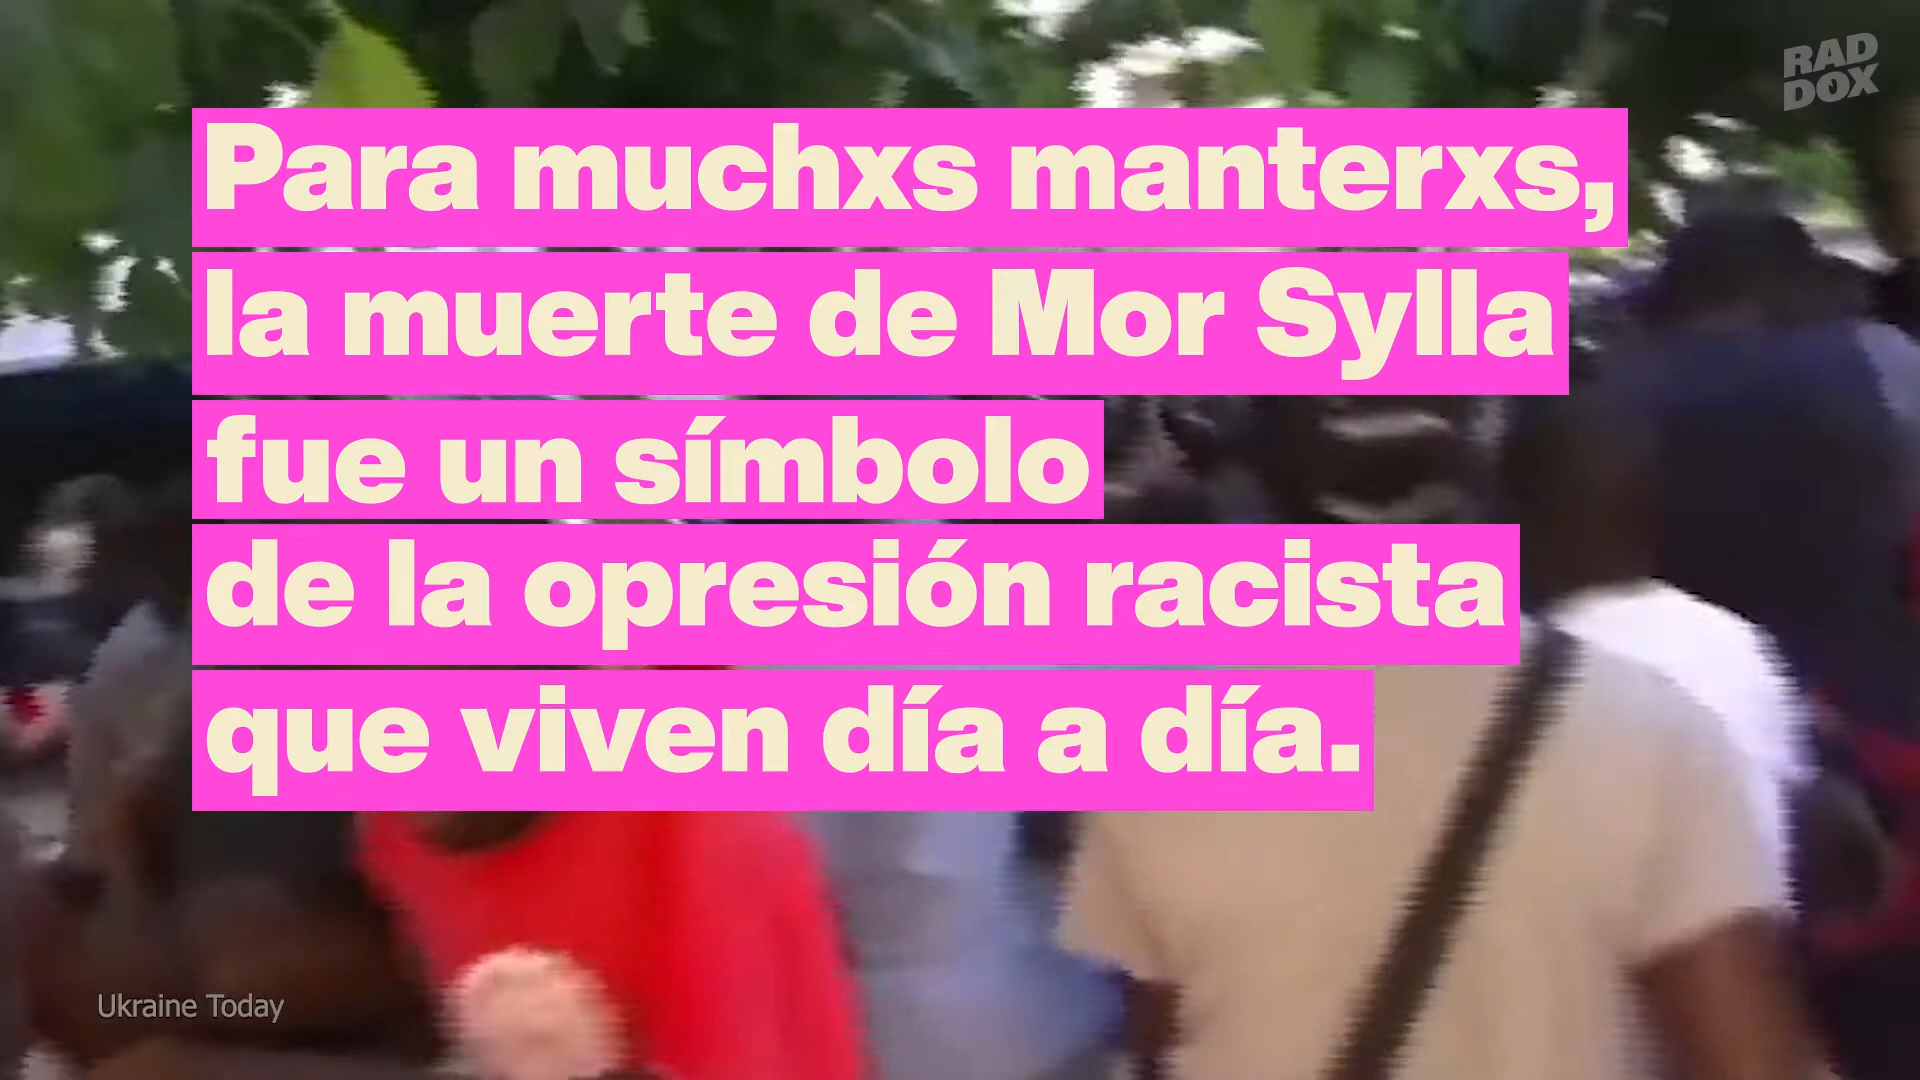 RAD
DOX
Para muchxs manterxs,
la muerte de Mor Sylla
fue un símbolo
de la opresión racista
que viven día a día.
Ukraine Today